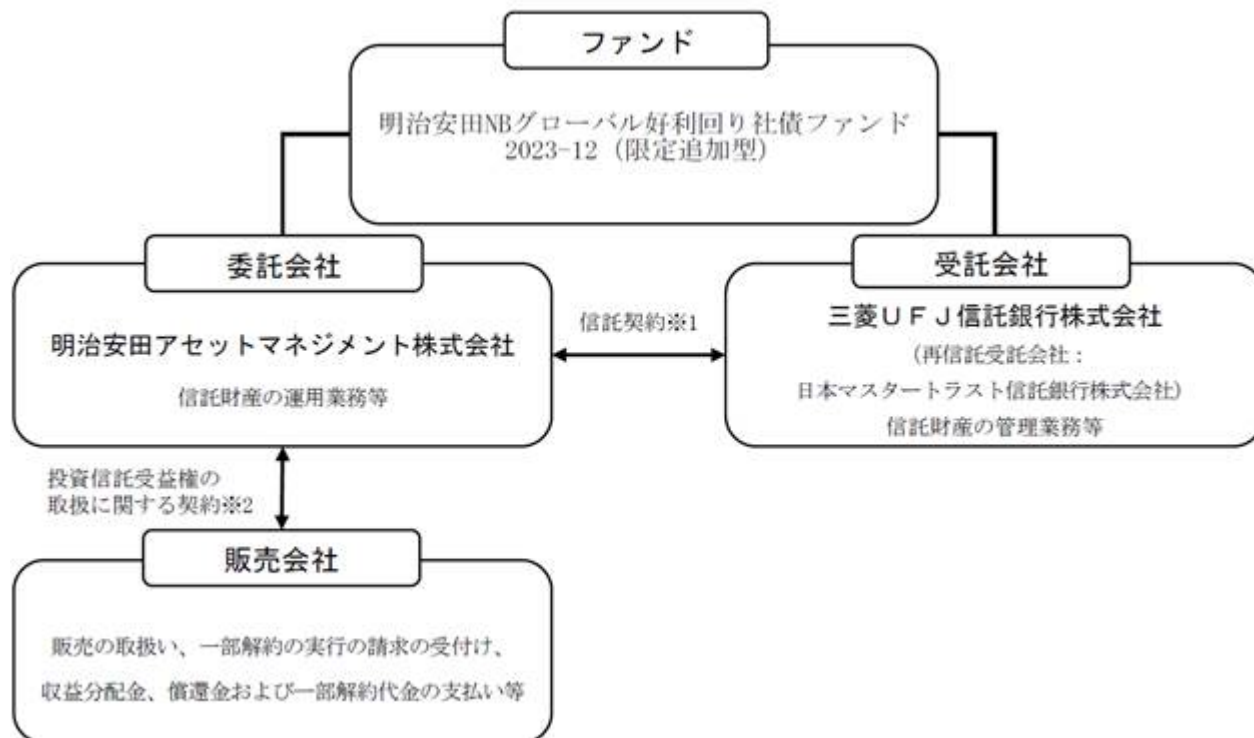 ファンド
明治安田NBグローバル好利回り社債ファンド
2023-12（限定追加型）
委託会社
明治安田アセットマネジメント株式会社
信託財産の運用業務等
信託契約※1
受託会社
三菱ＵＦＪ信託銀行株式会社
（再信託受託会社：
日本マスタートラスト信託銀行株式会社）
信託財産の管理業務等
投資信託受益権の
取扱に関する契約※2
販売会社
販売の取扱い、一部解約の実行の請求の受付け、
収益分配金、償還金および一部解約代金の支払い等